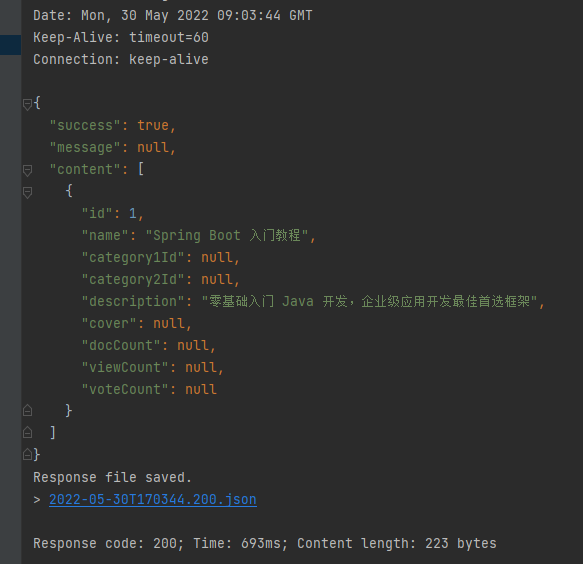 Date: Mon, 30 May 2022 09:03:44 GMT
Keep-Alive: timeout=60
Connection: keep-alive
{
"success": true,
"message": null,
"content": [
{
"id": 1,
"name": "Spring Boot 入门教程",
"category1Id": null,
"category2Id": null,
"description": "零基础入门 Java 开发，企业级应用开发最佳首选框架",
"cover": null,
"docCount": null,
"viewCount": null,
"voteCount": null
}
]
}
Response file saved.
> 2022-05-30T170344.200.json
Response code: 200; Time: 693ms; Content length: 223 bytes